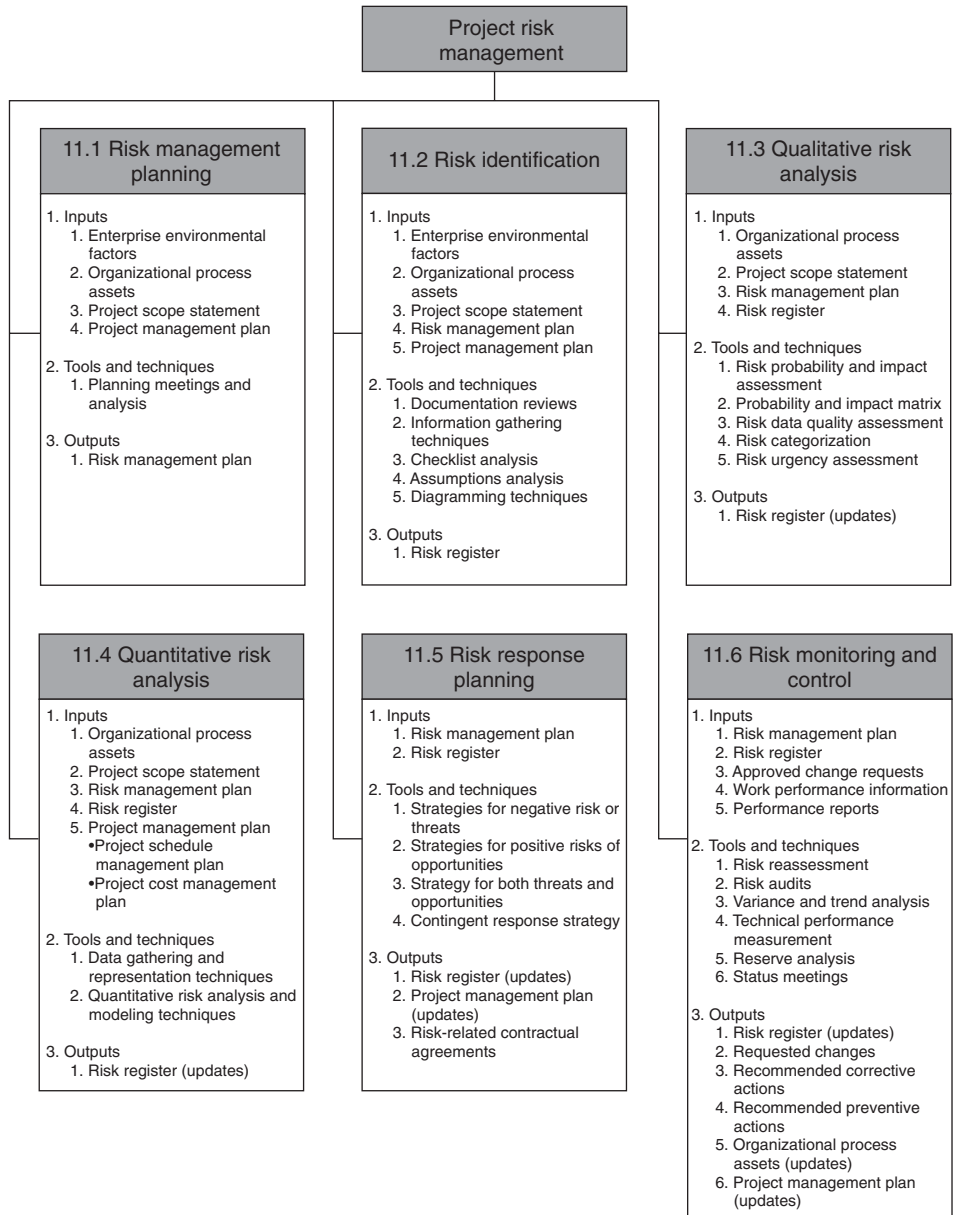 Project risk
management
11.1 Risk management
planning
1. Inputs
1. Enterprise environmental
factors
2. Organizational process
assets
3. Project scope statement
4. Project management plan
2. Tools and techniques
1. Planning meetings and
analysis
3. Outputs
1. Risk management plan
11.2 Risk identification
1. Inputs
1. Enterprise environmental
factors
2. Organizational process
assets
3. Project scope statement
4. Risk management plan
5. Project management plan
2. Tools and techniques
1. Documentation reviews
2. Information gathering
techniques
3. Checklist analysis
4. Assumptions analysis
5. Diagramming techniques
3. Outputs
1. Risk register
11.3 Qualitative risk
analysis
1. Inputs
1. Organizational process
assets
2. Project scope statement
3. Risk management plan
4. Risk register
2. Tools and techniques
1. Risk probability and impact
assessment
2. Probability and impact matrix
3. Risk data quality assessment
4. Risk categorization
5. Risk urgency assessment
3. Outputs
1. Risk register (updates)
11.4 Quantitative risk
analysis
1. Inputs
1. Organizational process
assets
2. Project scope statement
3. Risk management plan
4. Risk register
5. Project management plan
•Project schedule
management plan
•Project cost management
plan
2. Tools and techniques
1. Data gathering and
representation techniques
2. Quantitative risk analysis and
modeling techniques
3. Outputs
1. Risk register (updates)
11.5 Risk response
planning
1. Inputs
1. Risk management plan
2. Risk register
2. Tools and techniques
1. Strategies for negative risk or
threats
2. Strategies for positive risks of
opportunities
3. Strategy for both threats and
opportunities
4. Contingent response strategy
3. Outputs
1. Risk register (updates)
2. Project management plan
(updates)
3. Risk-related contractual
agreements
11.6 Risk monitoring and
control
1. Inputs
1. Risk management plan
2. Risk register
3. Approved change requests
4. Work performance information
5. Performance reports
2. Tools and techniques
1. Risk reassessment
2. Risk audits
3. Variance and trend analysis
4. Technical performance
measurement
5. Reserve analysis
6. Status meetings
3. Outputs
1. Risk register (updates)
2. Requested changes
3. Recommended corrective
actions
4. Recommended preventive
actions
5. Organizational process
assets (updates)
6. Project management plan
(updates)